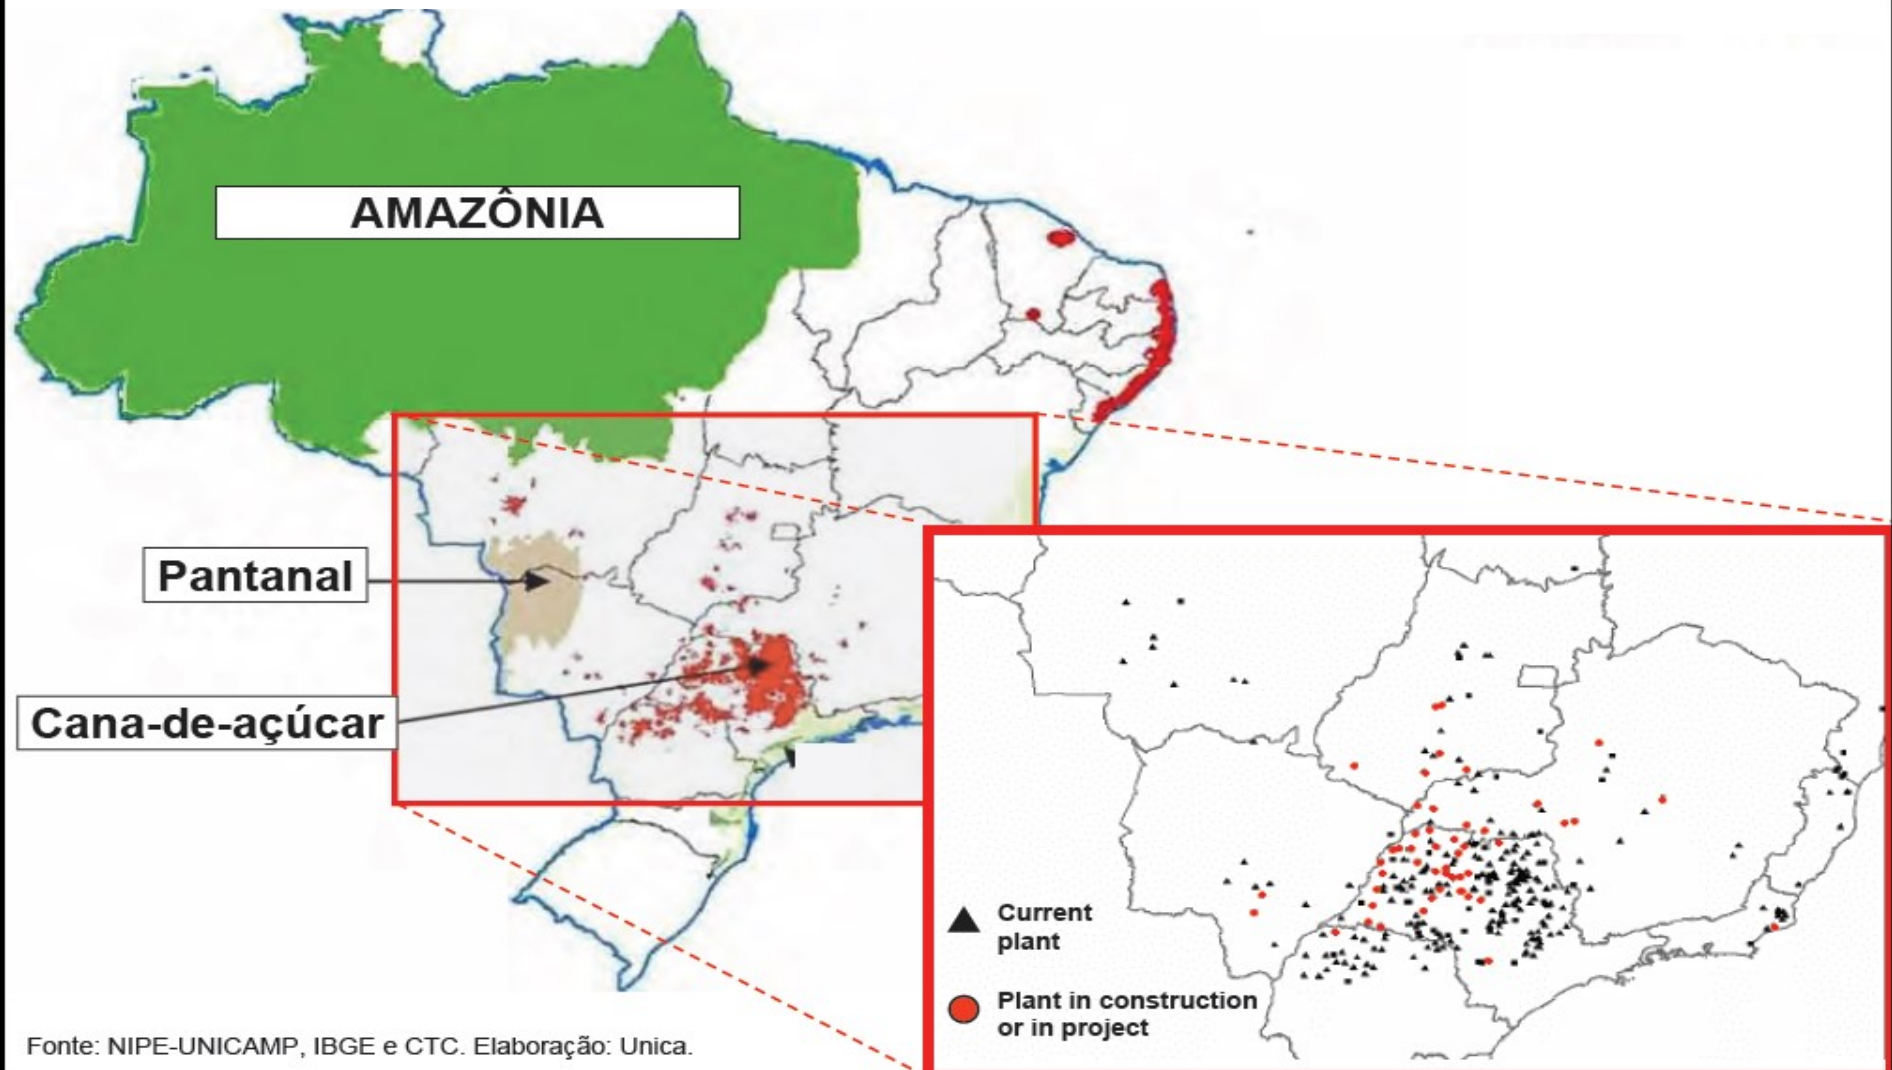 AMAZÔNIA
Pantanal
Cana-de-açúcar
Current
plant
Plant in construction
or in project
Fonte: NIPE-UNICAMP, IBGE e CTC. Elaboração: Unica.